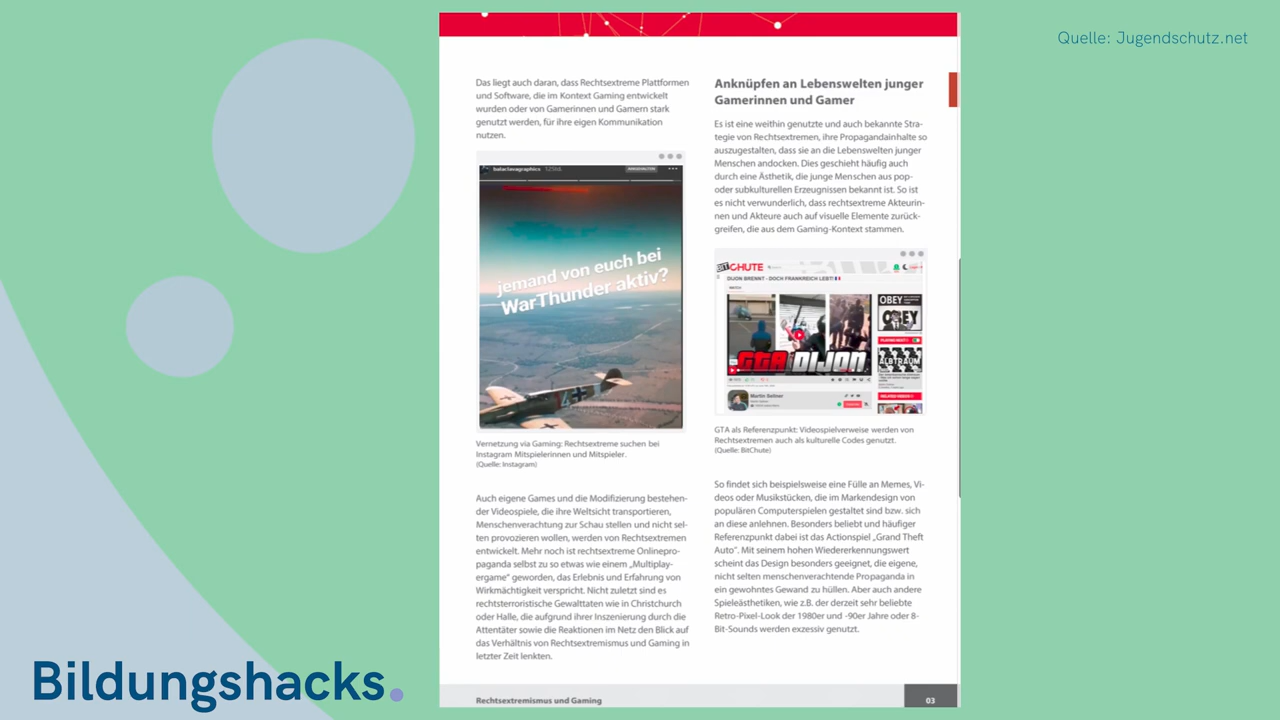 Quelle: Jugendschutz.net
Das liegt auch daran, dass Rechtsextreme Plattformen
und Software, die im Kontext Gaming entwickelt
wurden oder von Gamerinnen und Gamern stark
genutzt werden, für ihre eigen Kommunikation
nutzen.
balaclavagraphics
jemand von euch bei
WarThunder aktiv?
Vernetzung via Gaming: Rechtsextreme suchen bei
Instagram Mitspielerinnen und Mitspieler.
(Quelle: Instagram)
Auch eigene Games und die Modifizierung bestehen-
der Videospiele, die ihre Weltsicht transportieren,
Menschenverachtung zur Schau stellen und nicht sel-
ten provozieren wollen, werden von Rechtsextremen
entwickelt. Mehr noch ist rechtsextreme Onlinepro-
paganda selbst zu so etwas wie einem „Multiplay-
ergame" geworden, das Erlebnis und Erfahrung von
Wirkmächtigkeit verspricht. Nicht zuletzt sind es
rechtsterroristische Gewalttaten wie in Christchurch
oder Halle, die aufgrund ihrer Inszenierung durch die
Attentäter sowie die Reaktionen im Netz den Blick auf
das Verhältnis von Rechtsextremismus und Gaming in
letzter Zeit lenkten.
Anknüpfen an Lebenswelten junger
Gamerinnen und Gamer
Es ist eine weithin genutzte und auch bekannte Stra-
tegie von Rechtsextremen, ihre Propagandainhalte so
auszugestalten, dass sie an die Lebenswelten junger
Menschen andocken. Dies geschieht häufig auch
durch eine Ästhetik, die junge Menschen aus pop-
oder subkulturellen Erzeugnissen bekannt ist. So ist
es nicht verwunderlich, dass rechtsextreme Akteurin-
nen und Akteure auch auf visuelle Elemente zurück-
greifen, die aus dem Gaming-Kontext stammen.
BITCHUTE
DIJON BRENNT - DOCH FRANKREICH LEBT!
WATCH
OBEY
OBEY
GTA DIJON
PLAYING NEXT
ALBTRAUM
Martin Sellner
RELATED VIDEOS
GTA als Referenzpunkt: Videospielverweise werden von
Rechtsextremen auch als kulturelle Codes genutzt.
(Quelle: BitChute)
So findet sich beispielsweise eine Fülle an Memes, Vi-
deos oder Musikstücken, die im Markendesign von
populären Computerspielen gestaltet sind bzw. sich
an diese anlehnen. Besonders beliebt und häufiger
Referenzpunkt dabei ist das Actionspiel „Grand Theft
Auto". Mit seinem hohen Wiedererkennungswert
scheint das Design besonders geeignet, die eigene,
nicht selten menschenverachtende Propaganda in
ein gewohntes Gewand zu hüllen. Aber auch andere
Spieleästhetiken, wie z.B. der derzeit sehr beliebte
Retro-Pixel-Look der 1980er und -90er Jahre oder 8-
Bit-Sounds werden exzessiv genutzt.
Rechtsextremismus und Gaming
03
Bildungshacks.